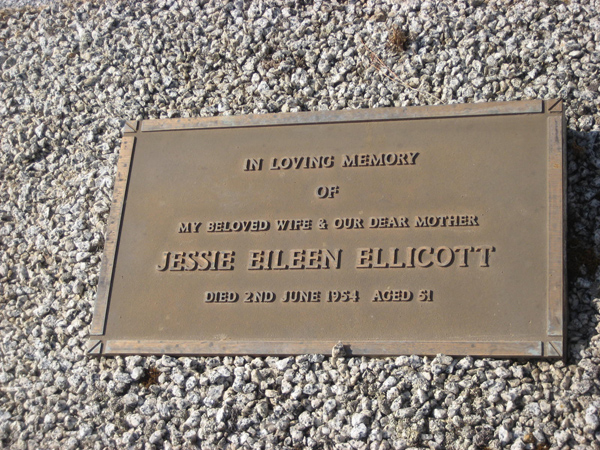 IN LOVING MEMORY
OF
MY BELOVED WIFE & OUR DEAR MOTHER
JESSIE EILEEN ELLICOTT
DIED 2ND JUNE 1954 AGED 51